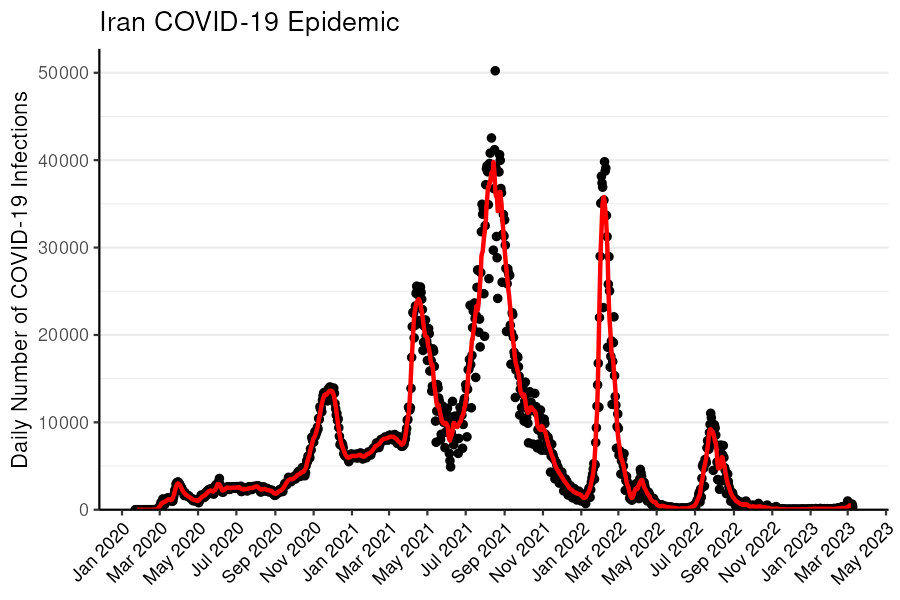 Iran COVID-19 Epidemic
Daily Number of COVID-19 Infections
50000
40000
30000
20000
10000
0
Jan 2020
Mar 2020
May 2020
Jul 2020
Sep 2020
Nov 2020
Jan 2021
Mar 2021
May 2021
Jul 2021
Sep 2021
Nov 2021
Jan 2022
Mar 2022
May 2022
Jul 2022
Sep 2022
Nov 2022
Jan 2023
Mar 2023
May 2023